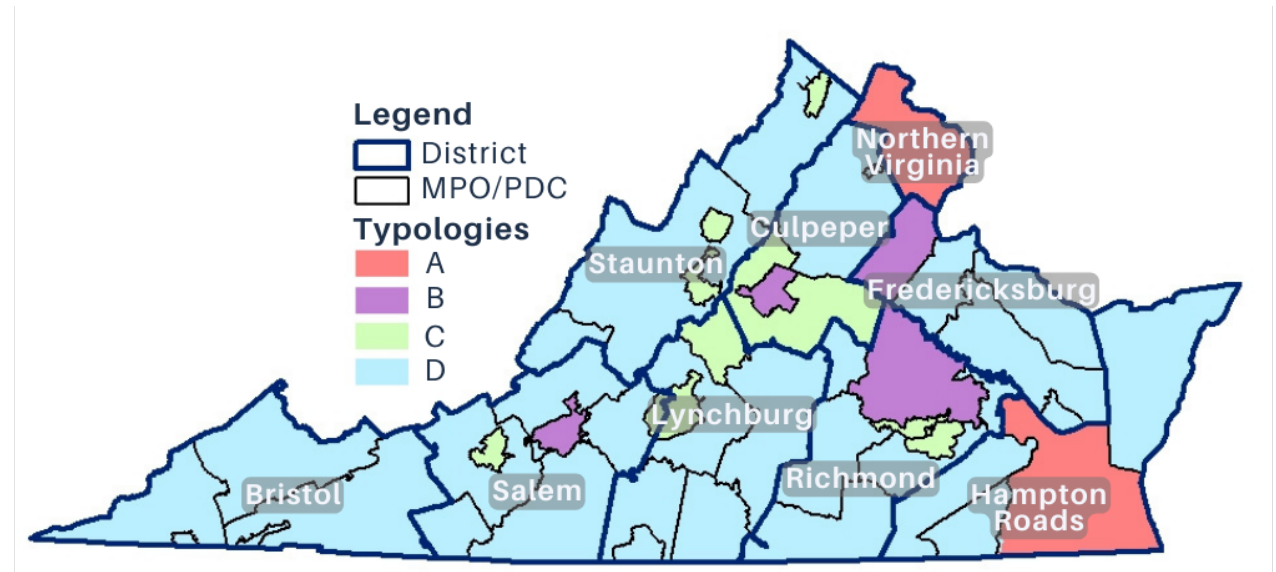 Legend
District
MPO/PDC
Typologies
A
B
C
D
Northern
Virginia
Culpeper
Staunton
Fredericksburg
Lynchburg
Richmond
Bristol
Salem
Hampton
Roads